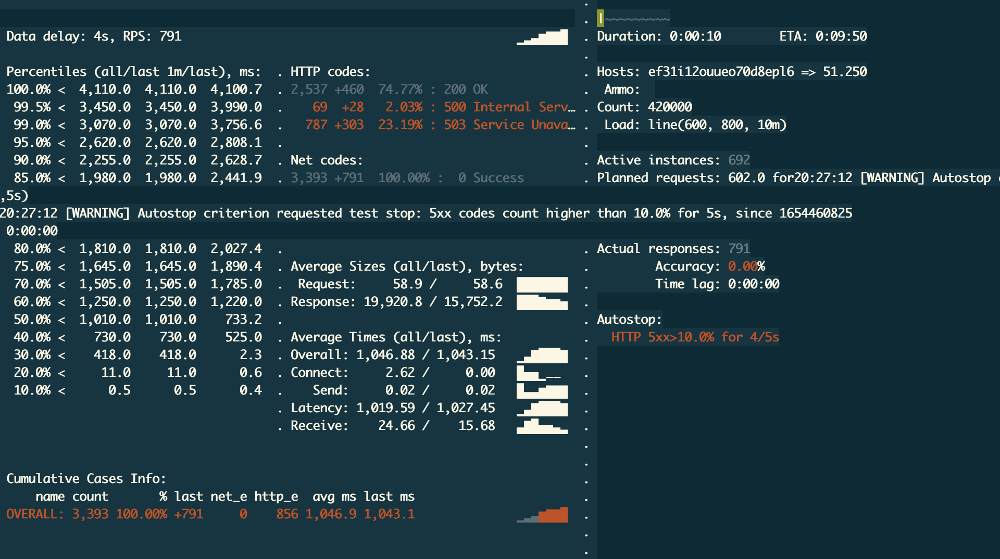 Data delay: 4s, RPS: 791 . Duration: 0:00:10 ETA: 0:09:50
Percentiles (all/last 1m/last), ms: . HTTP codes: . Hosts: ef31i12ouueo70d8epl6 => 51.250
100.0% < 4,110.0 4,110.0 4,100.7 . 2,537 +460 74.77% : 200 OK . Ammo:
99.5% < 3,450.0 3,450.0 3,990.0 . 69 +28 2.03% : 500 Internal Serv… . Count: 420000
99.0% < 3,070.0 3,070.0 3,756.6 . 787 +303 23.19% : 503 Service Unava… . Load: line(600, 800, 10m)
95.0% < 2,620.0 2,620.0 2,808.1 . .
90.0% < 2,255.0 2,255.0 2,628.7 . Net codes: . Active instances: 692
85.0% < 1,980.0 1,980.0 2,441.9 . 3,393 +791 100.00% : 0 Success . Planned requests: 602.0 for20:27:12 [WARNING] Autostop
,5s)
20:27:12 [WARNING] Autostop criterion requested test stop: 5xx codes count higher than 10.0% for 5s, since 1654460825
0:00:00
80.0% < 1,810.0 1,810.0 2,027.4 . . Actual responses: 791
75.0% < 1,645.0 1,645.0 1,890.4 . Average Sizes (all/last), bytes: . Accuracy: 0.00%
70.0% < 1,505.0 1,505.0 1,785.0 . Request: 58.9 / 58.6 . Time lag: 0:00:00
60.0% < 1,250.0 1,250.0 1,220.0 . Response: 19,920.8 / 15,752.2 .
50.0% < 1,010.0 1,010.0 733.2 . . Autostop:
40.0% < 730.0 730.0 525.0 . Average Times (all/last), ms: . HTTP 5xx>10.0% for 4/5s
30.0% < 418.0 418.0 2.3 . Overall: 1,046.88 / 1,043.15 .
20.0% < 11.0 11.0 0.6 . Connect: 2.62 / 0.00 .
10.0% < 0.5 0.5 0.4 . Send: 0.02 / 0.02 .
. Latency: 1,019.59 / 1,027.45 .
. Receive: 24.66 / 15.68 .
Cumulative Cases Info: .
name count % last net_e http_e avg ms last ms .
OVERALL: 3,393 100.00% +791 0 856 1,046.9 1,043.1 .